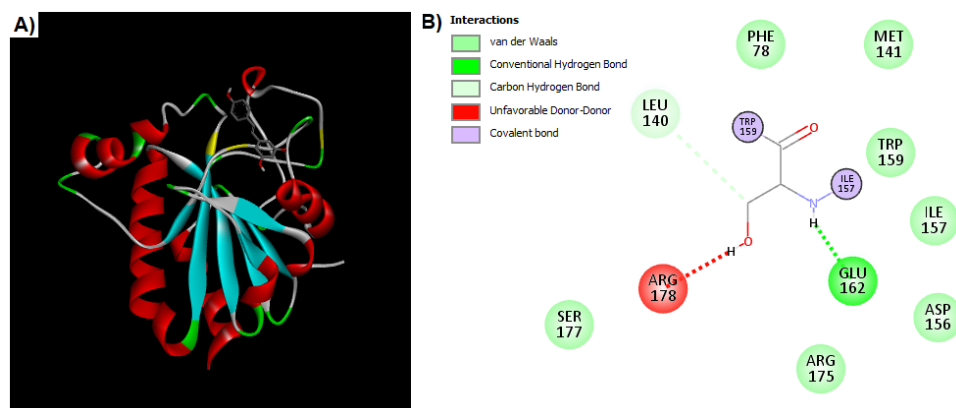 A)
B)
Interactions
van der Waals
Conventional Hydrogen Bond
Carbon Hydrogen Bond
Unfavorable Donor-Donor
Covalent bond
PHE
78
MET
141
LEU
140
TRP
159
O
TRP
159
ILE
157
N
H
ILE
157
H
O
GLU
162
ARG
178
SER
177
ASP
156
ARG
175